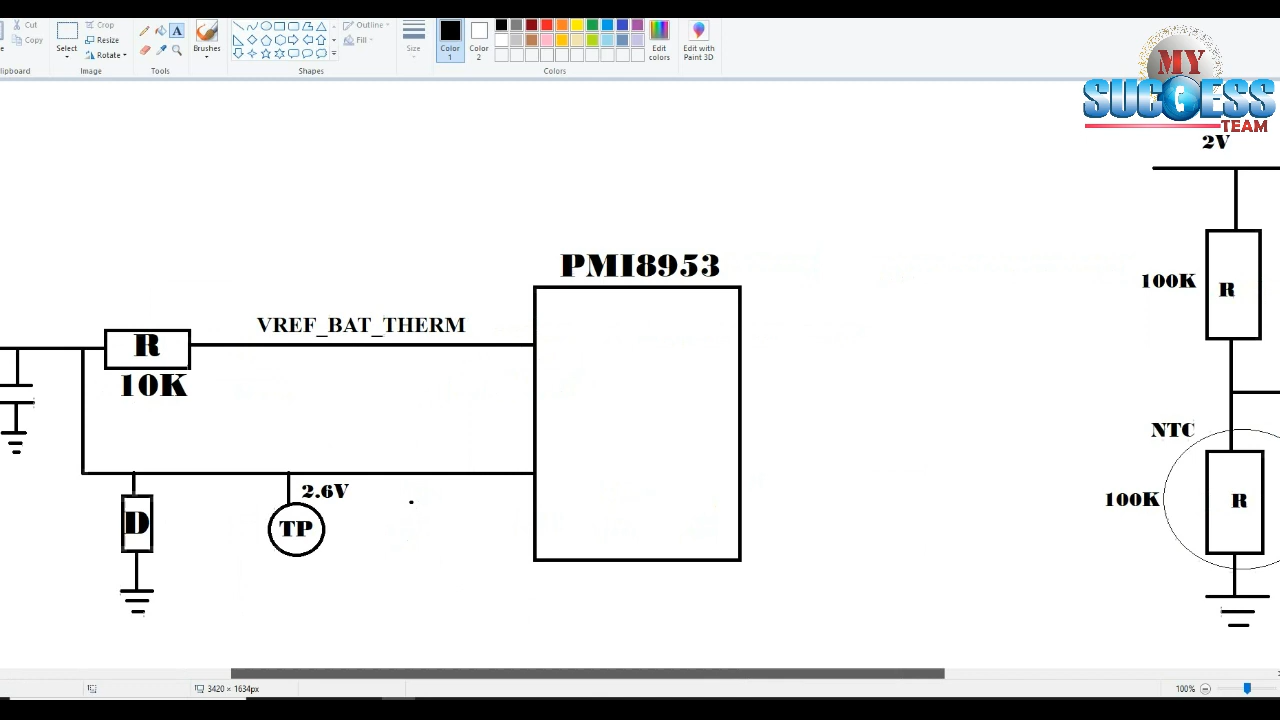 Cut
Copy
Select
Crop
Resize
Rotate
A
Brushes
Outline
Fill
Size
Color
1
Color
2
Edit
colors
Edit with
Paint 3D
Image
Tools
Shapes
Colors
MY
SUCCESS
TEAM
2V
PMI8953
100K
R
VREF_BAT_THERM
R
10K
NTC
2.6V
100K
R
D
TP
3420 × 1634px
100%